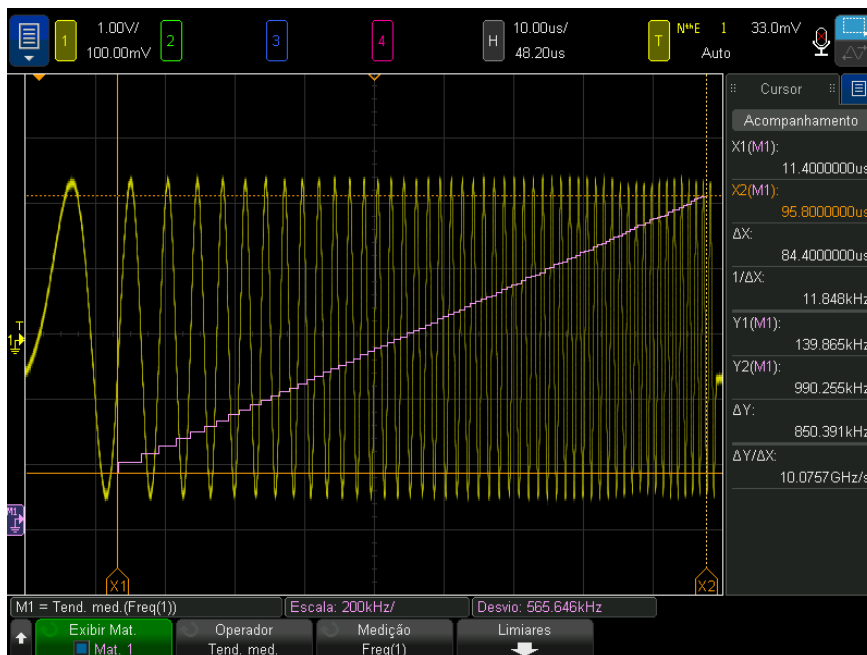 1 1.00V/ 2 3 4 H 10.00us/ T NᵗʰE 1 33.0mV
100.00mV 48.20us Auto
Cursor
Acompanhamento
X1(M1):
11.4000000us
X2(M1):
95.8000000us
ΔX:
84.4000000us
1/ΔX:
11.848kHz
Y1(M1):
139.865kHz
Y2(M1):
990.255kHz
ΔY:
850.391kHz
ΔY/ΔX:
10.0757GHz/s
T
1
M1
X1 X2
M1 = Tend. med.(Freq(1)) Escala: 200kHz/ Desvio: 565.646kHz
Exibir Mat. Operador Medição Limiares
Mat. 1 Tend. med. Freq(1)